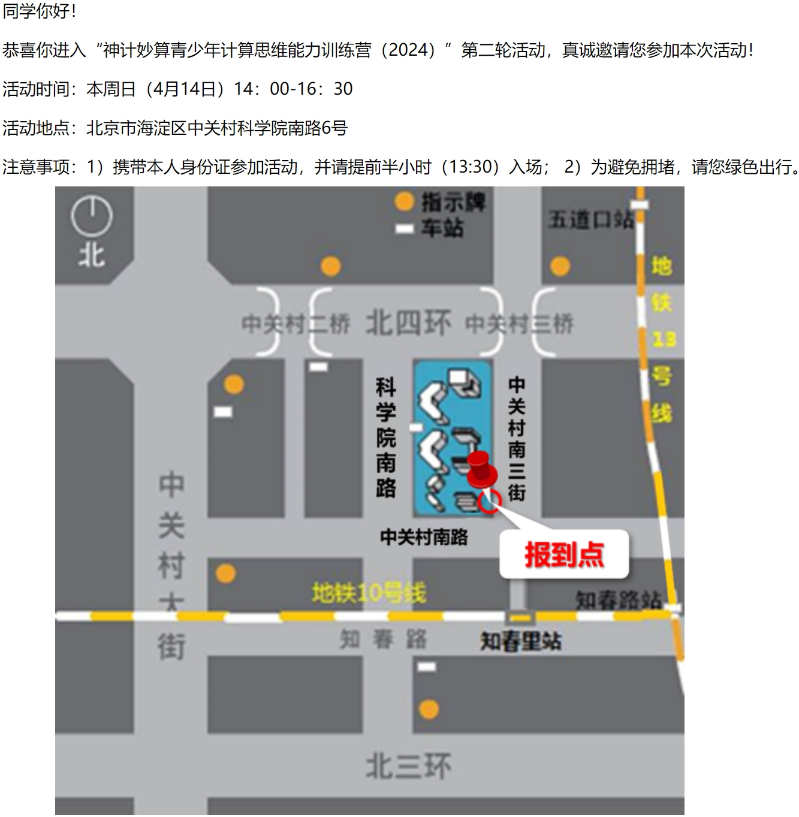 同学你好！
恭喜你进入“神计妙算青少年计算思维能力训练营（2024）”第二轮活动，真诚邀请您参加本次活动！
活动时间：本周日（4月14日）14：00-16：30
活动地点：北京市海淀区中关村科学院南路6号
注意事项：1）携带本人身份证参加活动，并请提前半小时（13:30）入场； 2）为避免拥堵，请您绿色出行。
北
指示牌
车站
五道口站
地铁13号线
中关村二桥
北四环
中关村三桥
科学院南路
中关村南三街
中关村大街
中关村南路
报到点
地铁10号线
知春路站
知春路
知春里站
北三环